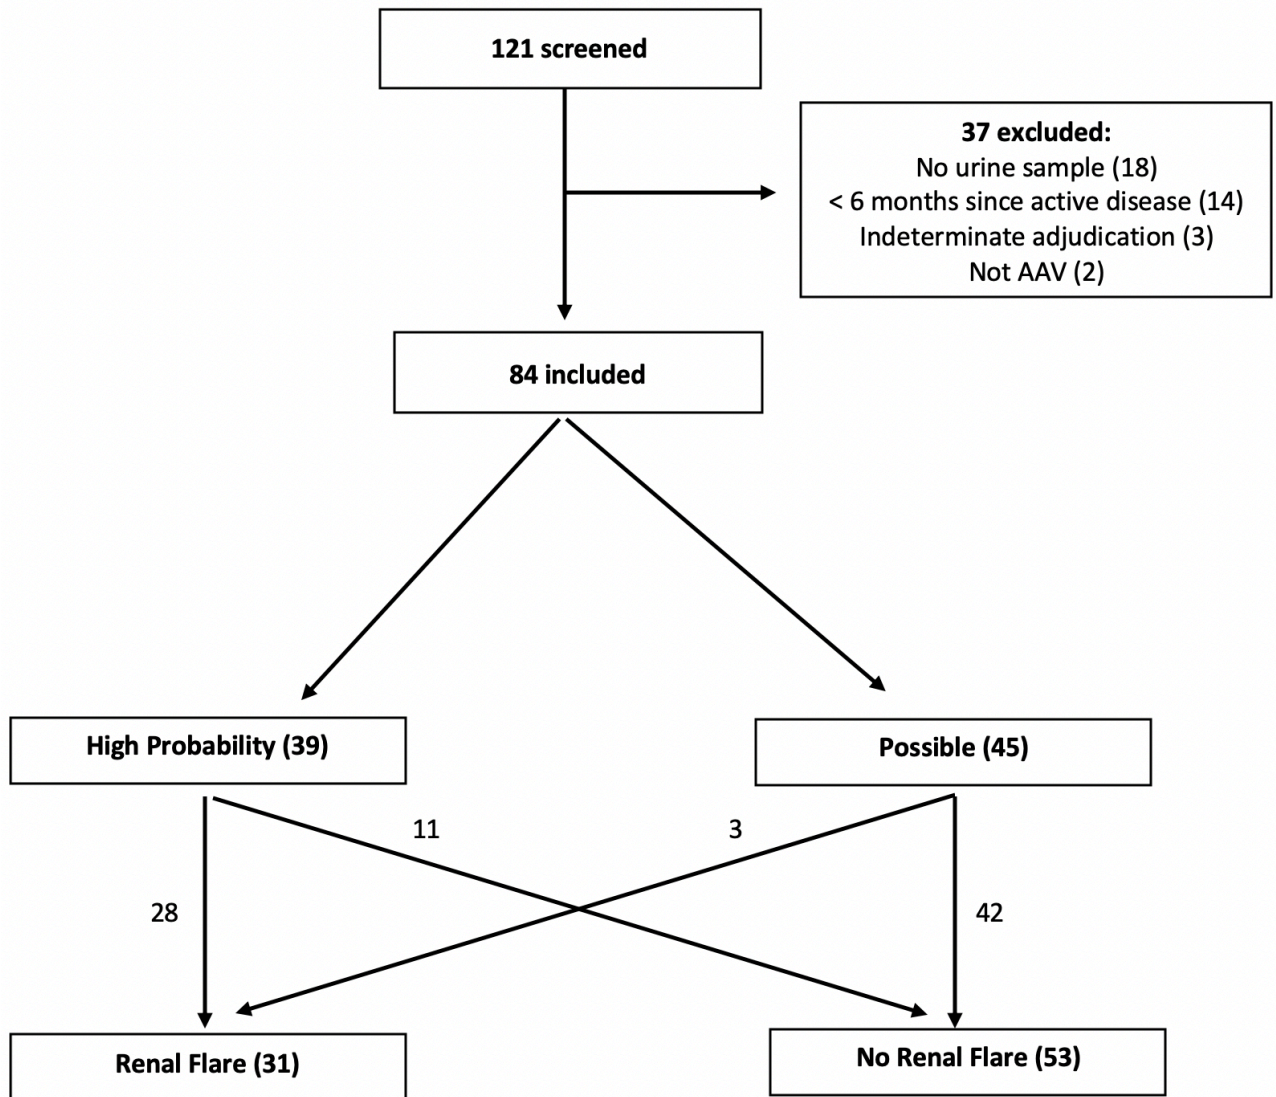 121 screened
37 excluded:
No urine sample (18)
< 6 months since active disease (14)
Indeterminate adjudication (3)
Not AAV (2)
84 included
High Probability (39)
Possible (45)
11
3
28
42
Renal Flare (31)
No Renal Flare (53)